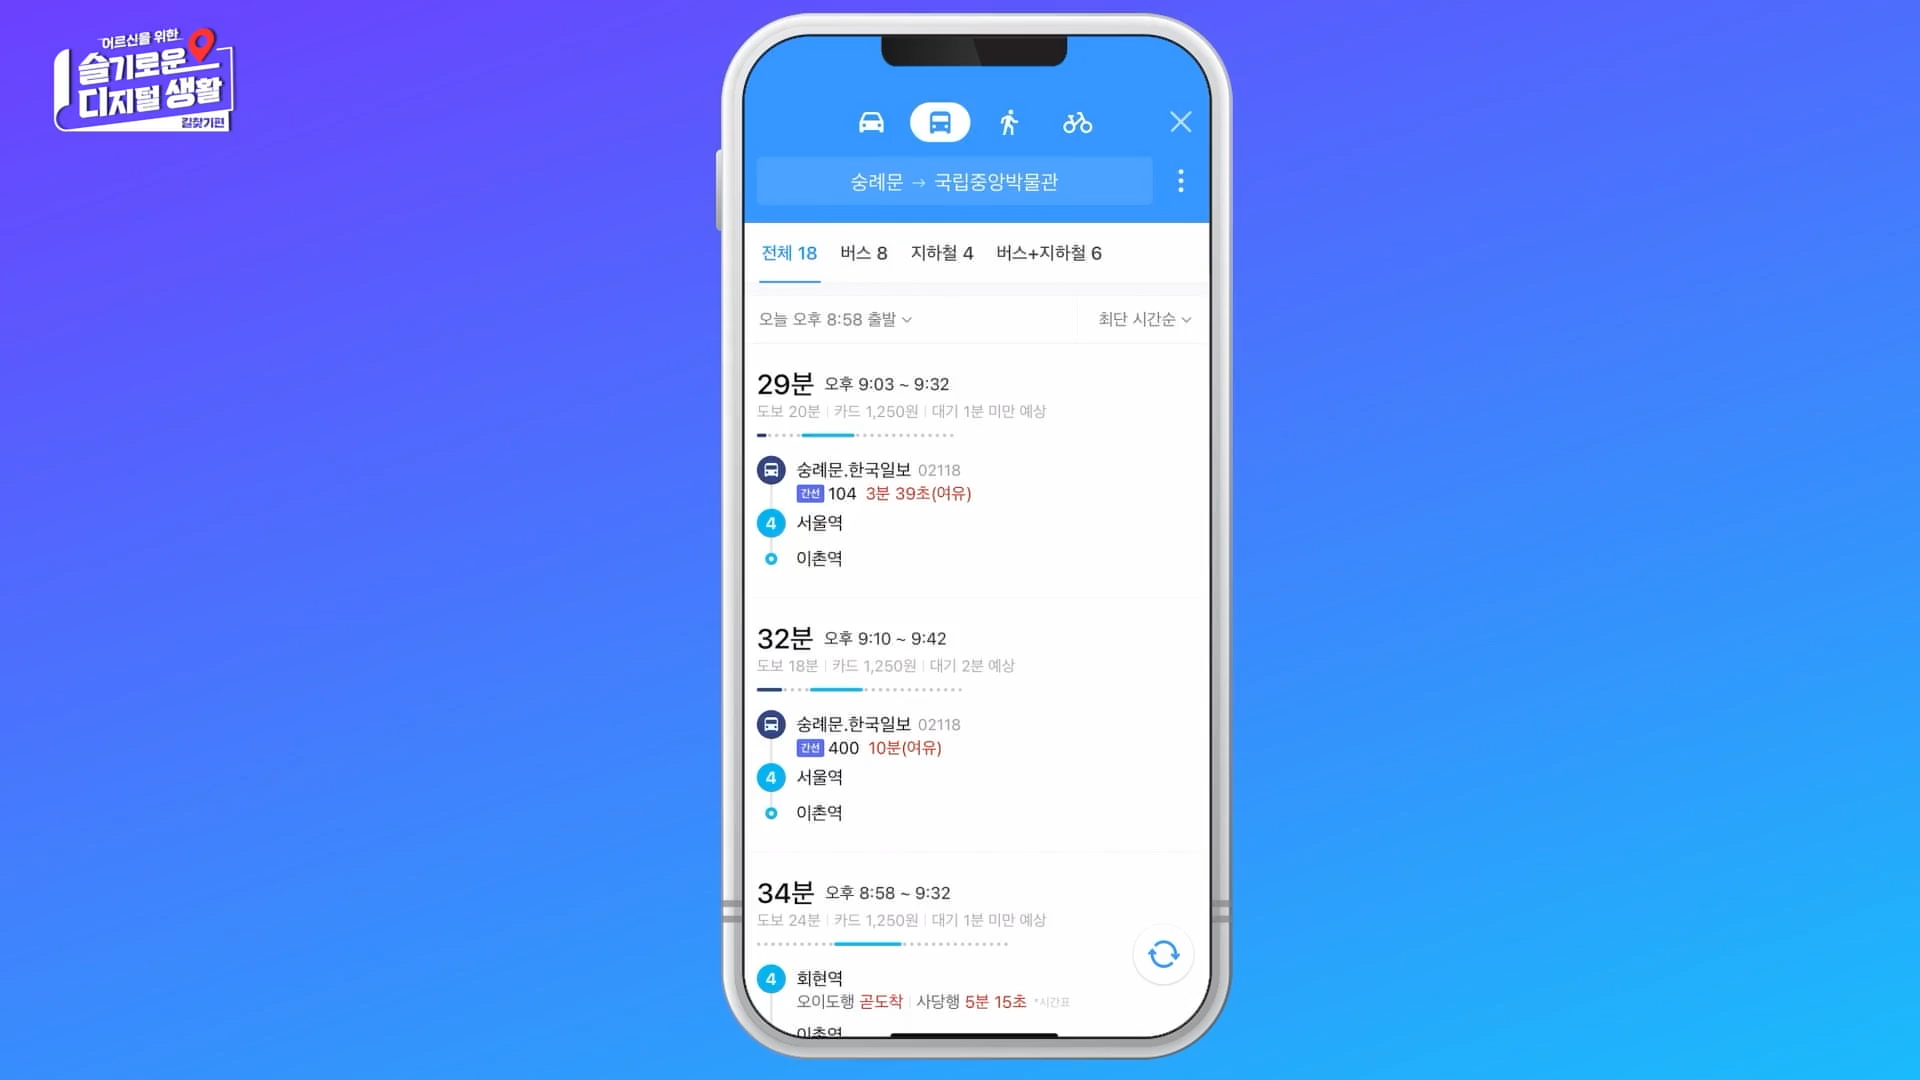 어르신을 위한
슬기로운
디지털 생활
길찾기편
숭례문 → 국립중앙박물관
전체 18 버스 8 지하철 4 버스+지하철 6
오늘 오후 8:58 출발 최단 시간순
29분 오후 9:03 ~ 9:32
도보 20분 | 카드 1,250원 | 대기 1분 미만 예상
숭례문.한국일보 02118
간선 104 3분 39초(여유)
4 서울역
이촌역
32분 오후 9:10 ~ 9:42
도보 18분 | 카드 1,250원 | 대기 2분 예상
숭례문.한국일보 02118
간선 400 10분(여유)
4 서울역
이촌역
34분 오후 8:58 ~ 9:32
도보 24분 | 카드 1,250원 | 대기 1분 미만 예상
4 회현역
오이도행 곧도착 | 사당행 5분 15초 *시간표
이촌역